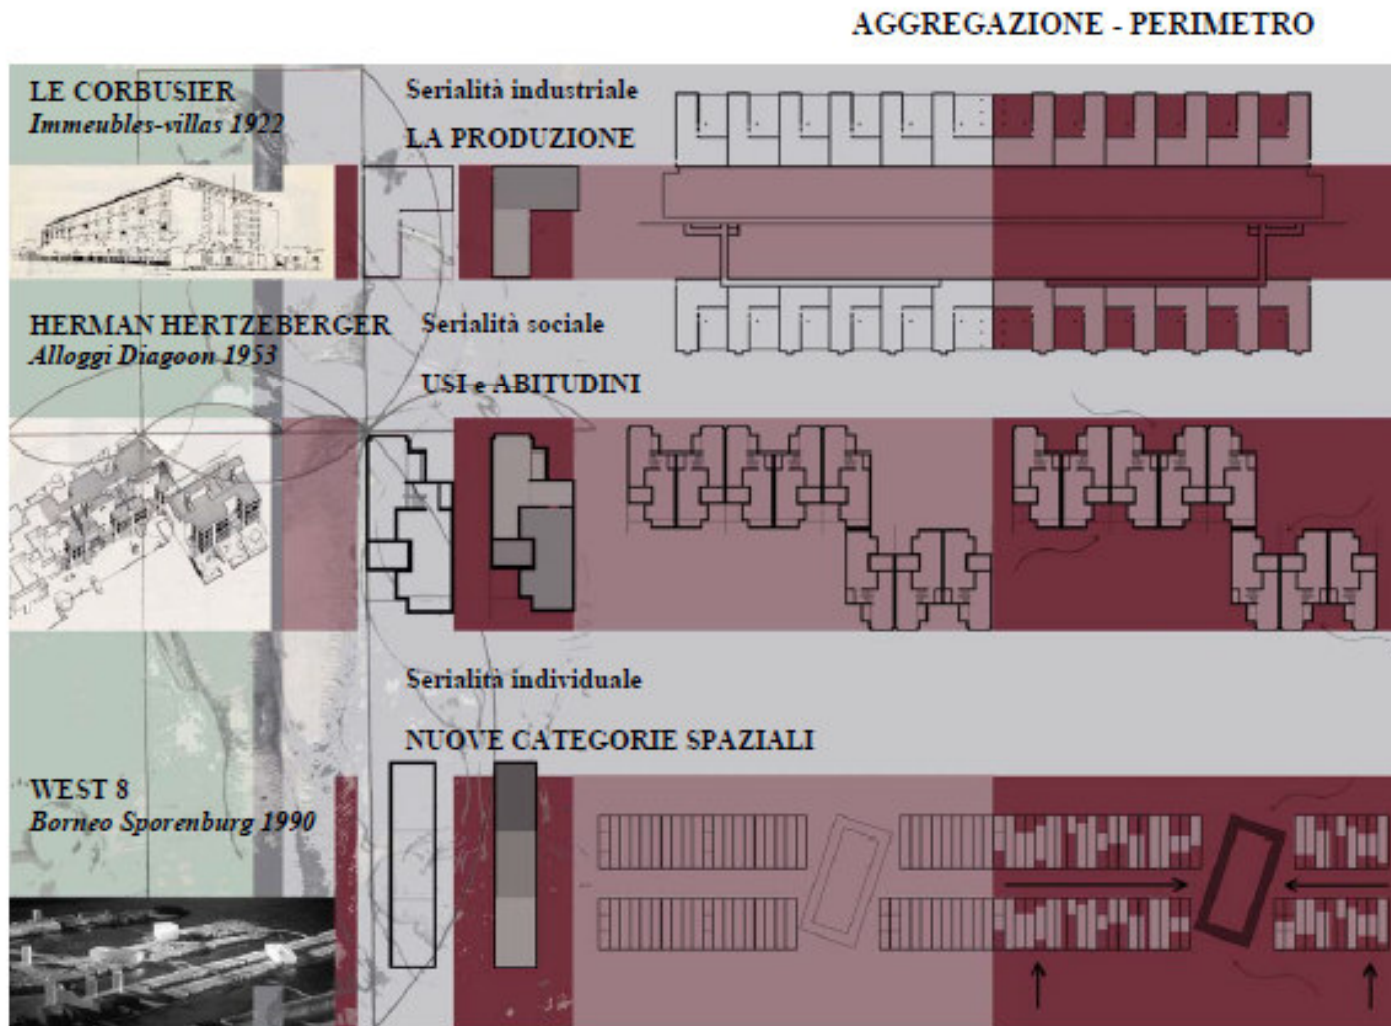 AGGREGAZIONE - PERIMETRO
LE CORBUSIER
Immeubles-villas 1922
Serialità industriale
LA PRODUZIONE
HERMAN HERTZEBERGER
Alloggi Diagoon 1953
Serialità sociale
USI e ABITUDINI
Serialità individuale
NUOVE CATEGORIE SPAZIALI
WEST 8
Borneo Sporenburg 1990